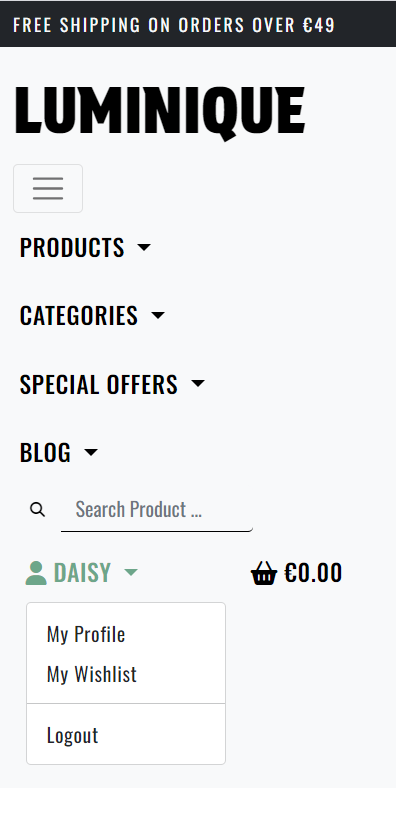 FREE SHIPPING ON ORDERS OVER €49
LUMINIQUE
PRODUCTS
CATEGORIES
SPECIAL OFFERS
BLOG
Search Product ...
DAISY €0.00
My Profile
My Wishlist
Logout